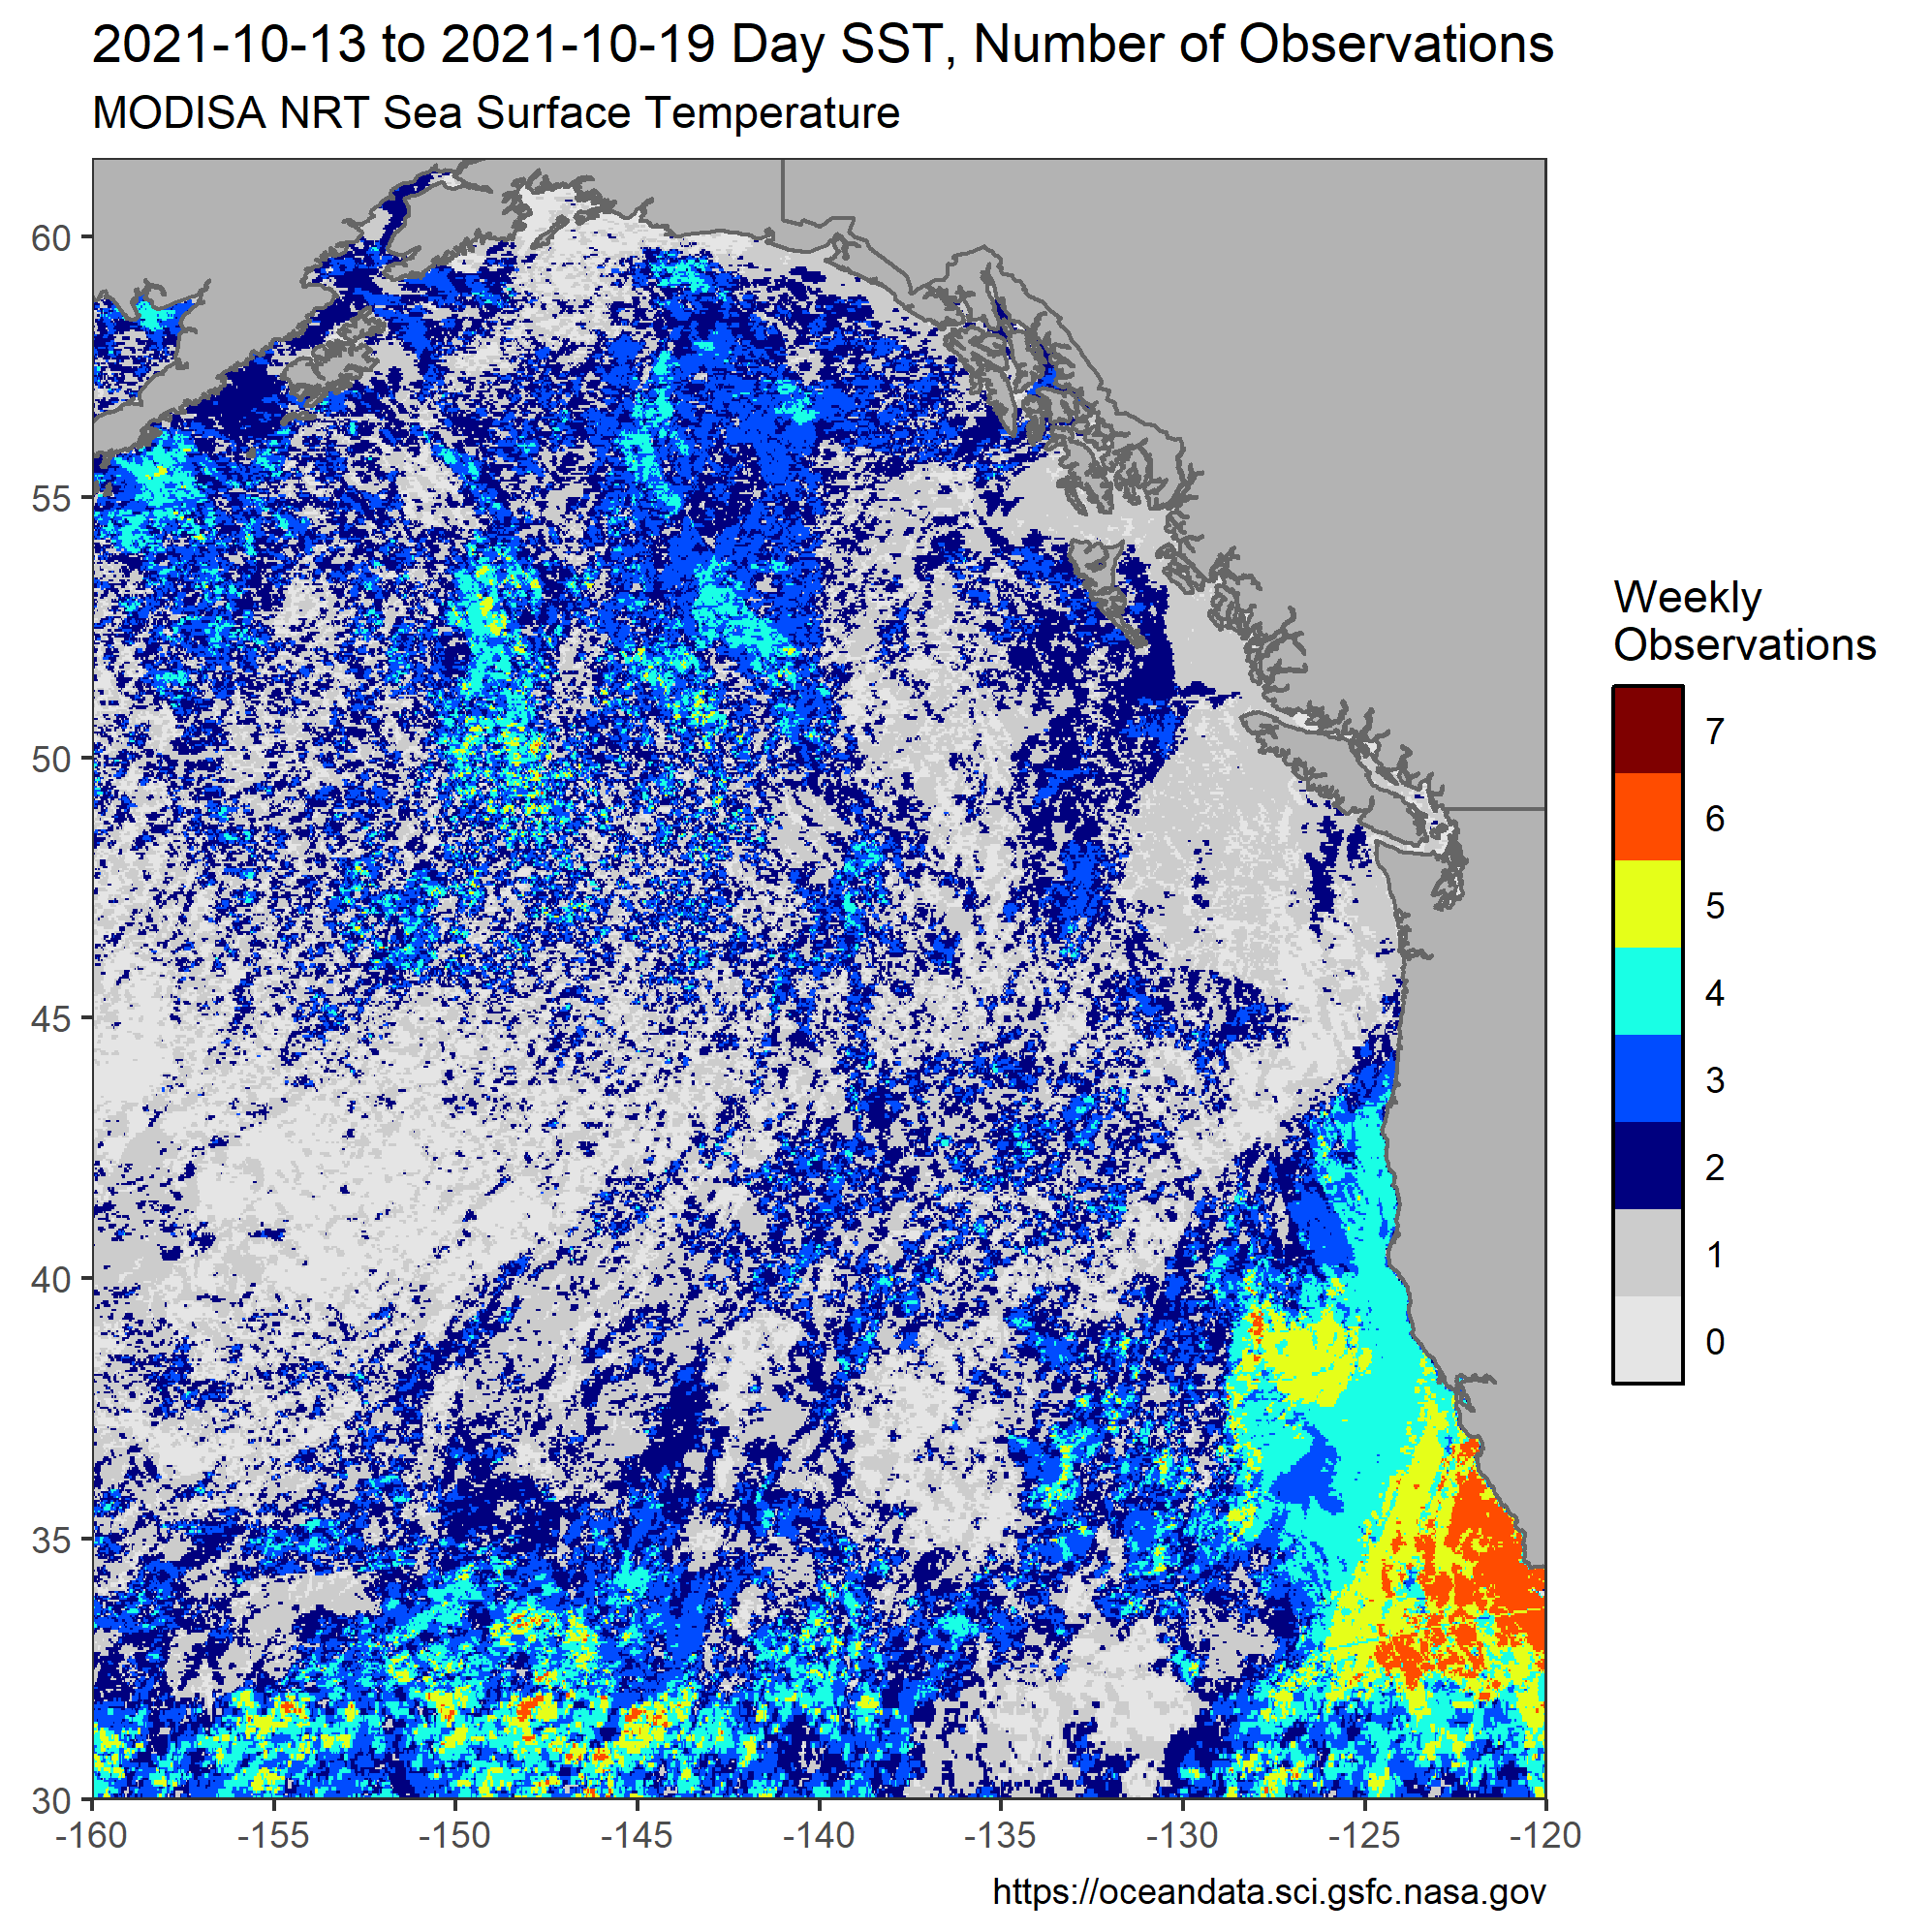 2021-10-13 to 2021-10-19 Day SST, Number of Observations
MODISA NRT Sea Surface Temperature
60
55
50
45
40
35
30
-160 -155 -150 -145 -140 -135 -130 -125 -120
Weekly
Observations
7
6
5
4
3
2
1
0
https://oceandata.sci.gsfc.nasa.gov